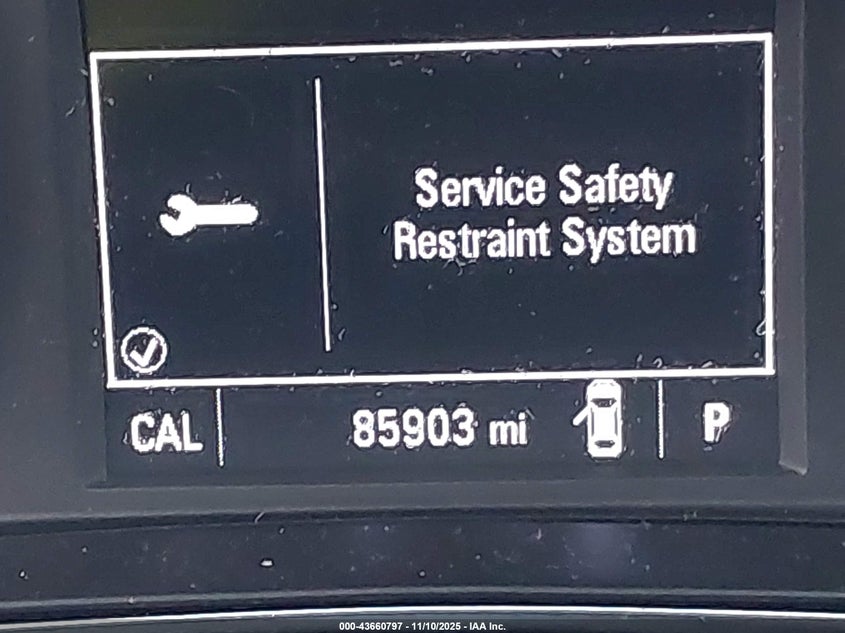 Service Safety
Restraint System
CAL
85903 mi
P
000-43660797 - 11/10/2025 - IAA Inc.